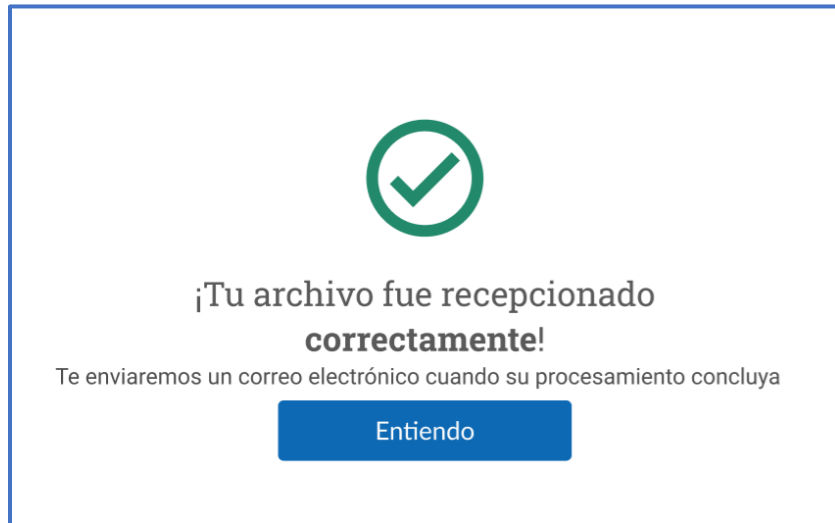 ¡Tu archivo fue recepcionado
correctamente!
Te enviaremos un correo electrónico cuando su procesamiento concluya
Entiendo